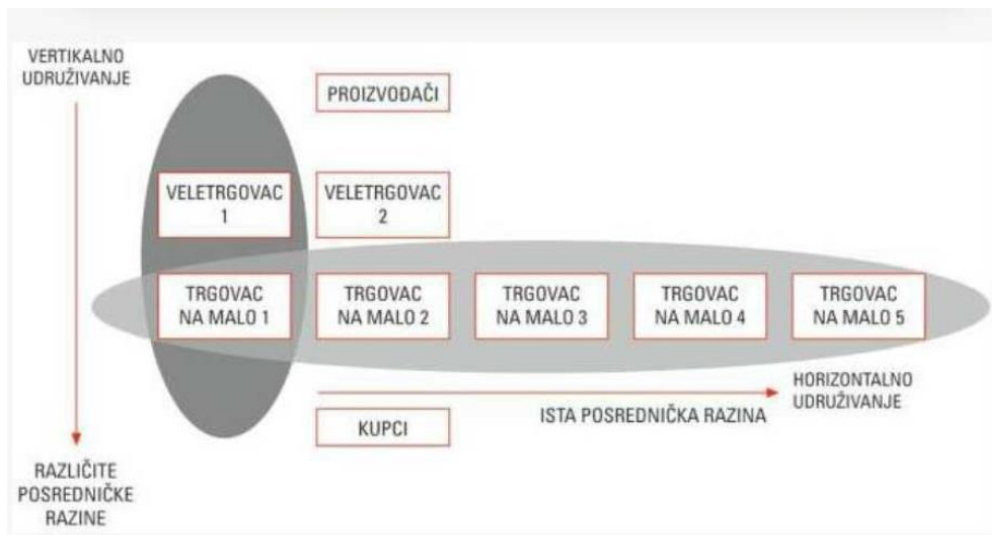 VERTIKALNO
UDRUŽIVANJE
PROIZVOĐAČI
VELETRGOVAC
1
VELETRGOVAC
2
TRGOVAC
NA MALO 1
TRGOVAC
NA MALO 2
TRGOVAC
NA MALO 3
TRGOVAC
NA MALO 4
TRGOVAC
NA MALO 5
HORIZONTALNO
UDRUŽIVANJE
ISTA POSREDNIČKA RAZINA
KUPCI
RAZLIČITE
POSREDNIČKE
RAZINE